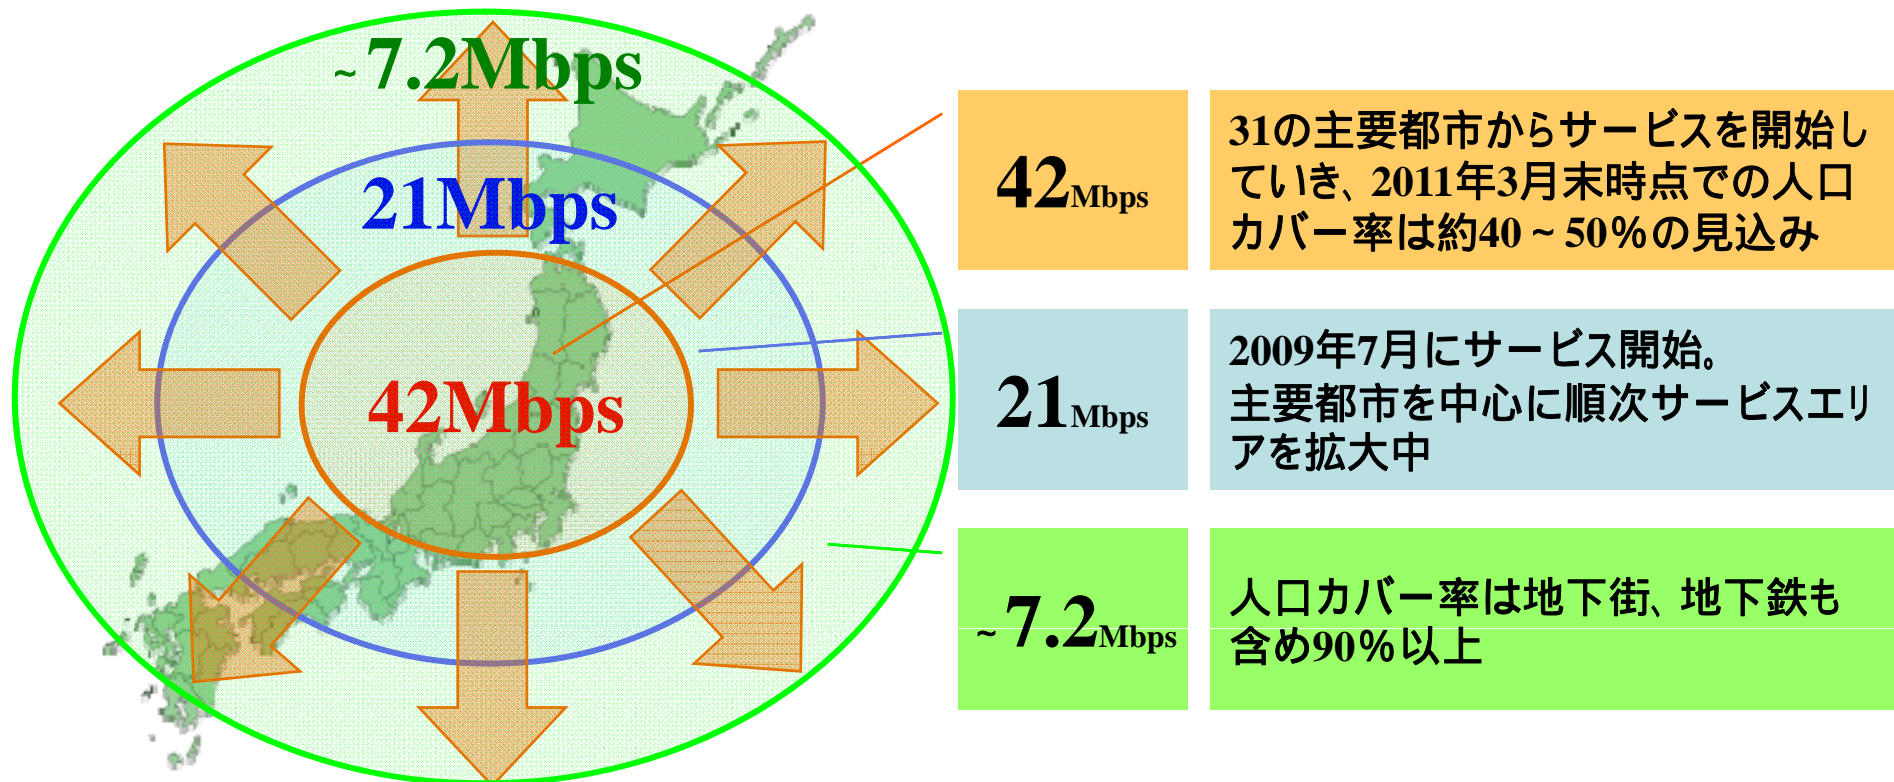 ~7.2Mbps
21Mbps
42Mbps
42Mbps
31の主要都市からサービスを開始し
ていき、2011年3月末時点での人口
カバー率は約40~50%の見込み
21Mbps
2009年7月にサービス開始。
主要都市を中心に順次サービスエリ
アを拡大中
~7.2Mbps
人口カバー率は地下街、地下鉄も
含め90%以上